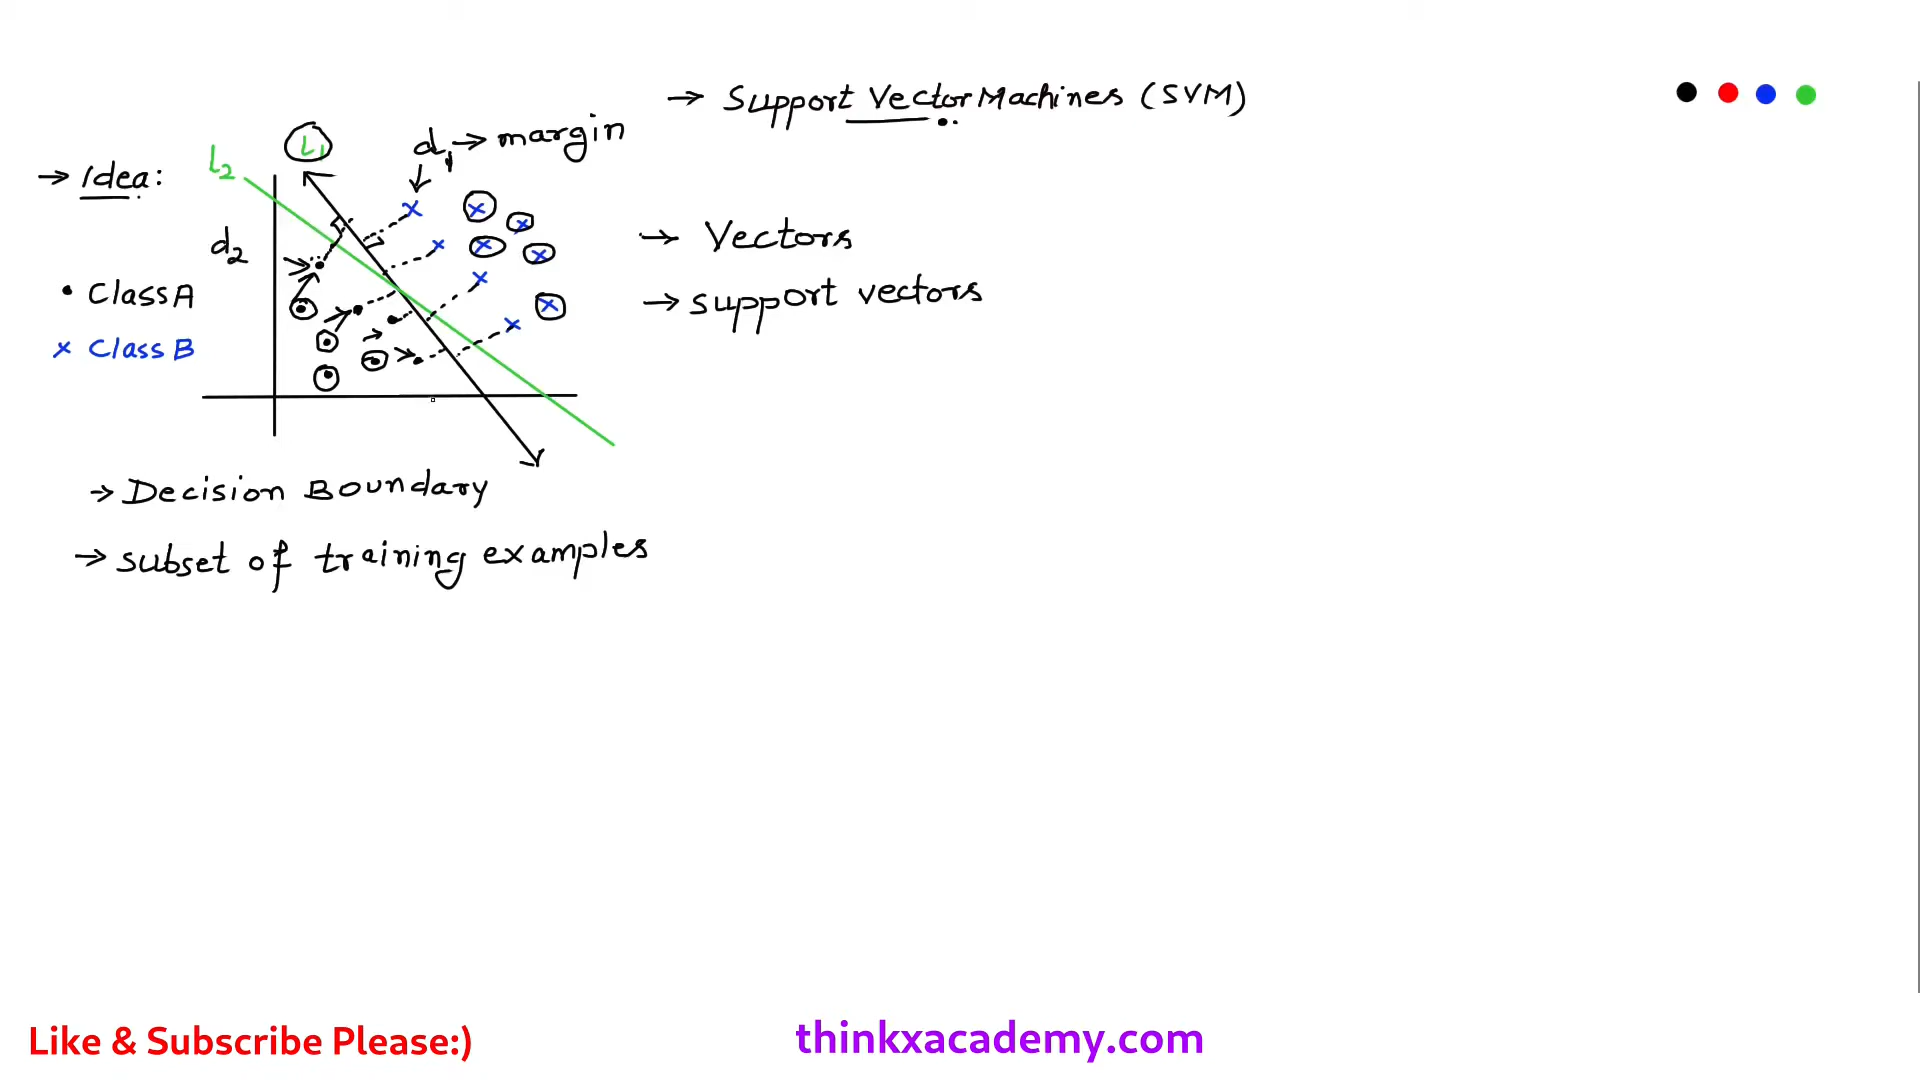 → Support Vector Machines (SVM)
L1
d1 → margin
L2
→ Idea:
d2
→ Vectors
• Class A
→ support vectors
x Class B
→ Decision Boundary
→ subset of training examples
Like & Subscribe Please:)
thinkxacademy.com